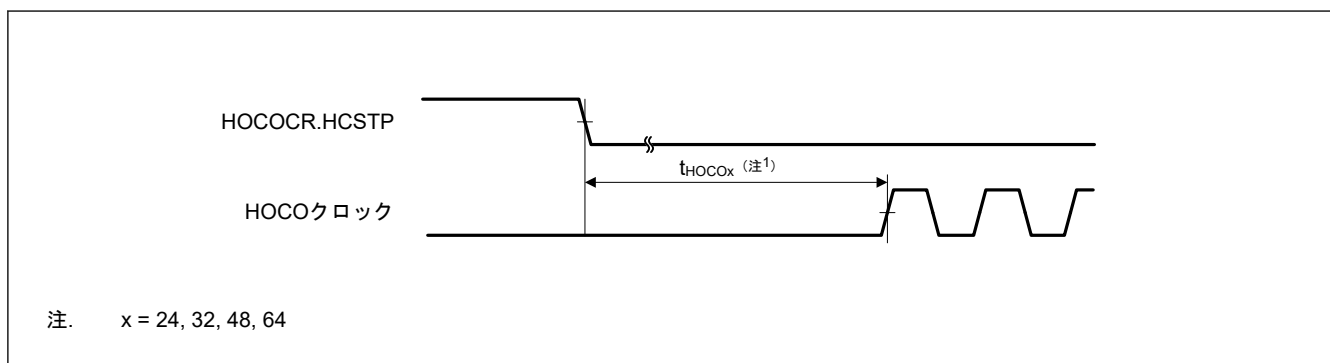 HOCOCR.HCSTP
tHOCOx（注1）
HOCOクロック
注. x = 24, 32, 48, 64